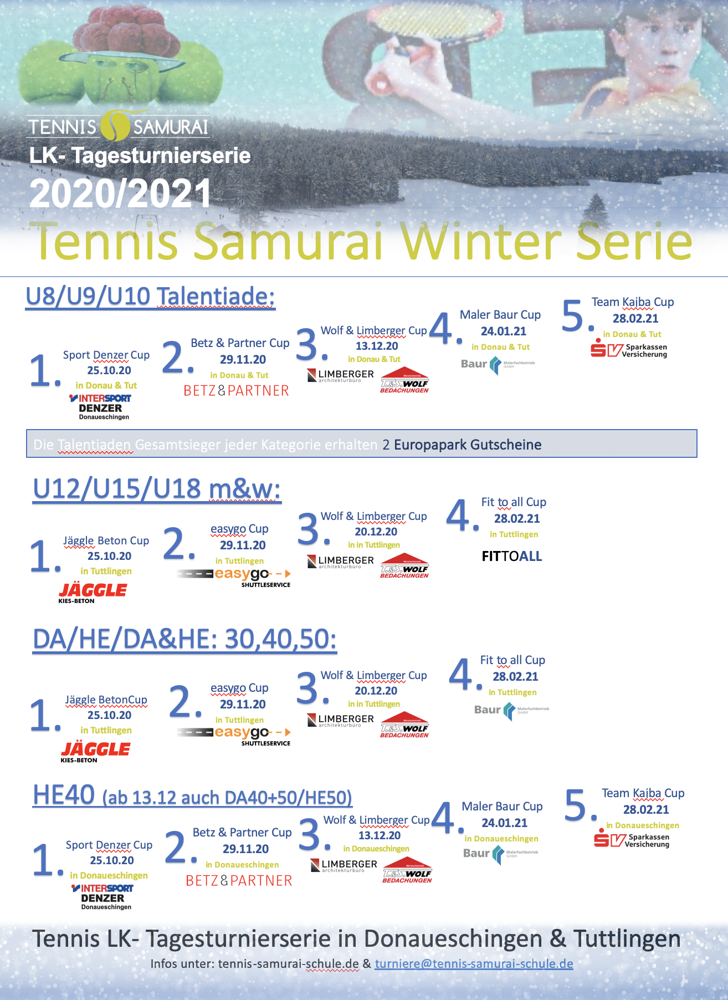 TENNIS SAMURAI
LK- Tagesturnierserie
2020/2021
Tennis Samurai Winter Serie
U8/U9/U10 Talentiade:
1.
Sport Denzer Cup
25.10.20
in Donau & Tut
INTERSPORT
DENZER
Donaueschingen
2.
Betz & Partner Cup
29.11.20
in Donau & Tut
BETZ&PARTNER
3.
Wolf & Limberger Cup
13.12.20
in Donau & Tut
LIMBERGER
architekturbüro
Meisterbetrieb
T.&S.WOLF
BEDACHUNGEN
4.
Maler Baur Cup
24.01.21
in Donau & Tut
Baur Malerfachbetrieb
GmbH
5.
Team Kaiba Cup
28.02.21
in Donau & Tut
SV Sparkassen
Versicherung
Die Talentiaden Gesamtsieger jeder Kategorie erhalten 2 Europapark Gutscheine
U12/U15/U18 m&w:
1.
Jäggle Beton Cup
25.10.20
in Tuttlingen
JÄGGLE
KIES-BETON
2.
easygo Cup
29.11.20
in Tuttlingen
easygo
SHUTTLESERVICE
3.
Wolf & Limberger Cup
20.12.20
in in Tuttlingen
LIMBERGER
architekturbüro
Meisterbetrieb
T.&S.WOLF
BEDACHUNGEN
4.
Fit to all Cup
28.02.21
in Tuttlingen
FITTOALL
DA/HE/DA&HE: 30,40,50:
1.
Jäggle BetonCup
25.10.20
in Tuttlingen
JÄGGLE
KIES-BETON
2.
easygo Cup
29.11.20
in Tuttlingen
easygo
SHUTTLESERVICE
3.
Wolf & Limberger Cup
20.12.20
in in Tuttlingen
LIMBERGER
architekturbüro
Meisterbetrieb
T.&S.WOLF
BEDACHUNGEN
4.
Fit to all Cup
28.02.21
in Tuttlingen
Baur Malerfachbetrieb
GmbH
HE40 (ab 13.12 auch DA40+50/HE50)
1.
Sport Denzer Cup
25.10.20
in Donaueschingen
INTERSPORT
DENZER
Donaueschingen
2.
Betz & Partner Cup
29.11.20
in Donaueschingen
BETZ&PARTNER
3.
Wolf & Limberger Cup
13.12.20
in Donaueschingen
LIMBERGER
architekturbüro
Meisterbetrieb
T.&S.WOLF
BEDACHUNGEN
4.
Maler Baur Cup
24.01.21
in Donaueschingen
Baur Malerfachbetrieb
GmbH
5.
Team Kaiba Cup
28.02.21
in Donaueschingen
SV Sparkassen
Versicherung
Tennis LK- Tagesturnierserie in Donaueschingen & Tuttlingen
Infos unter: tennis-samurai-schule.de & turniere@tennis-samurai-schule.de